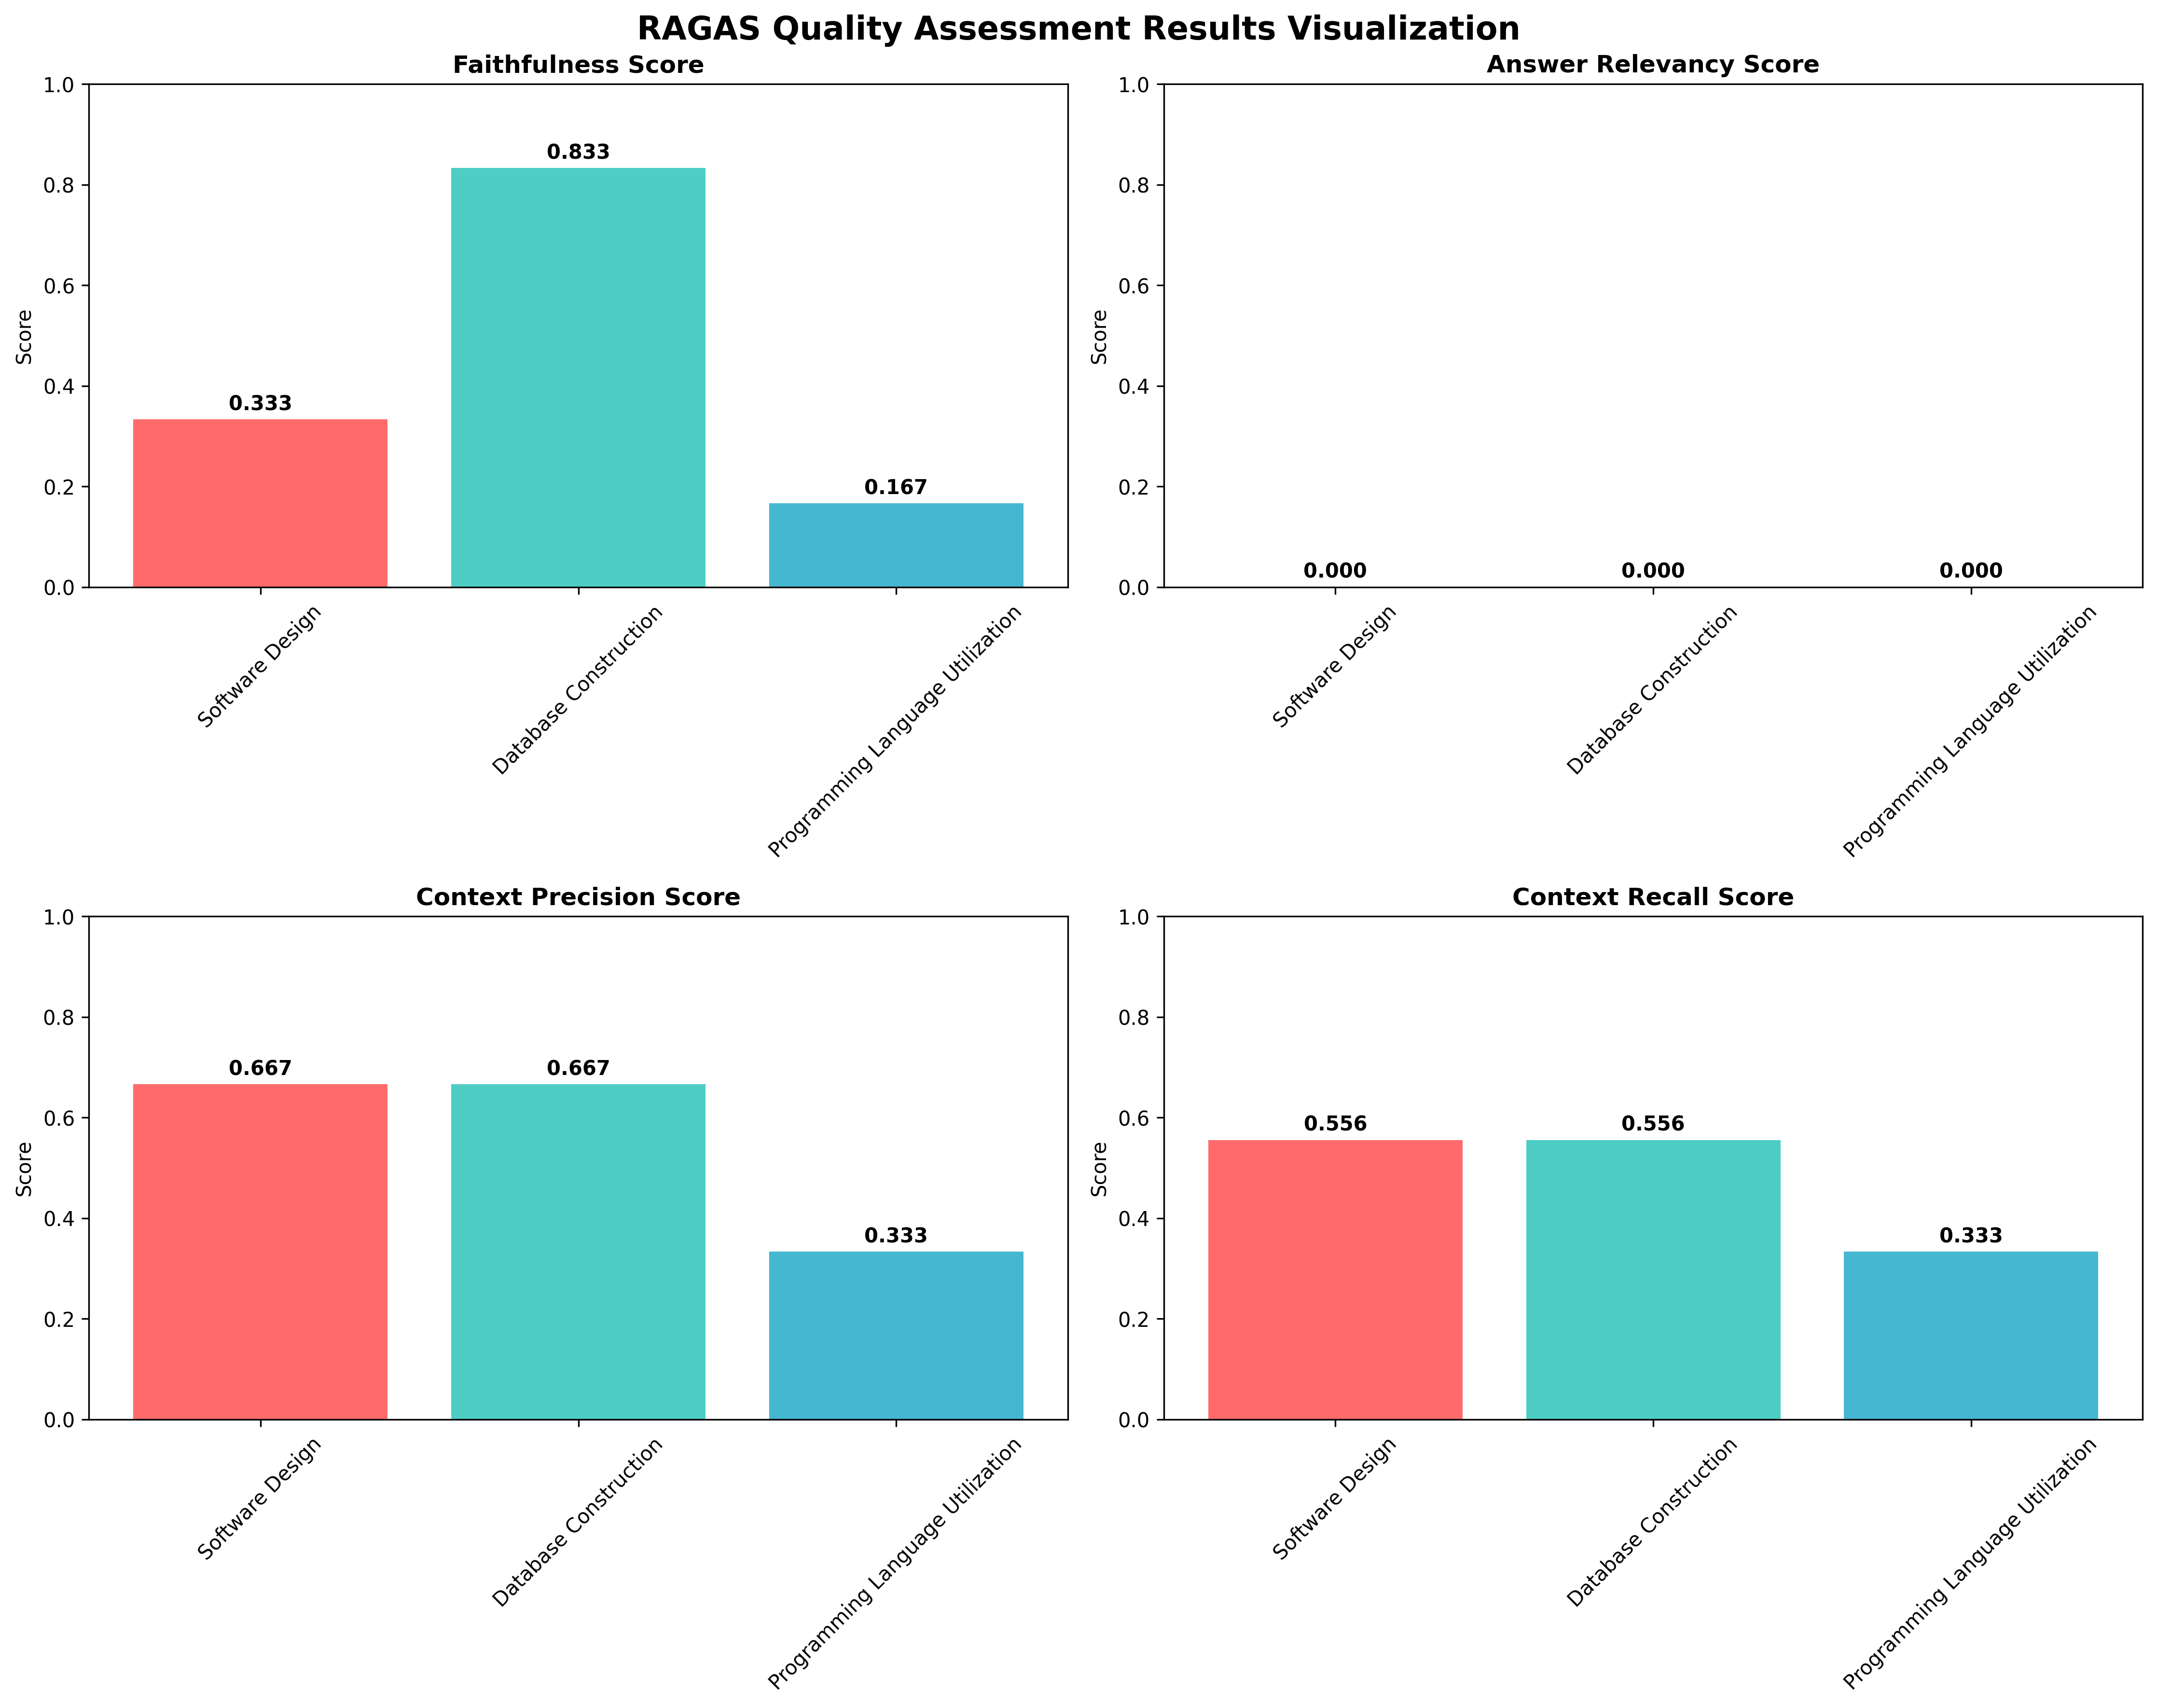 RAGAS Quality Assessment Results Visualization
Faithfulness Score
1.0
0.8
0.6
0.4
0.2
0.0
Score
0.333
0.833
0.167
Software Design
Database Construction
Programming Language Utilization
Answer Relevancy Score
1.0
0.8
0.6
0.4
0.2
0.0
Score
0.000
0.000
0.000
Software Design
Database Construction
Programming Language Utilization
Context Precision Score
1.0
0.8
0.6
0.4
0.2
0.0
Score
0.667
0.667
0.333
Software Design
Database Construction
Programming Language Utilization
Context Recall Score
1.0
0.8
0.6
0.4
0.2
0.0
Score
0.556
0.556
0.333
Software Design
Database Construction
Programming Language Utilization